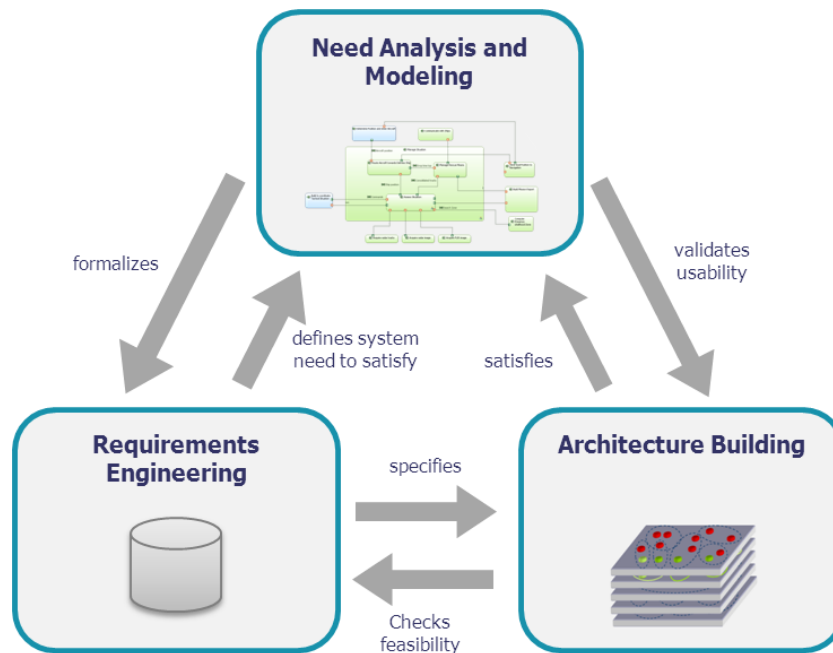 Need Analysis and
Modeling
formalizes
validates
usability
defines system
need to satisfy
satisfies
Requirements
Engineering
specifies
Architecture Building
Checks
feasibility